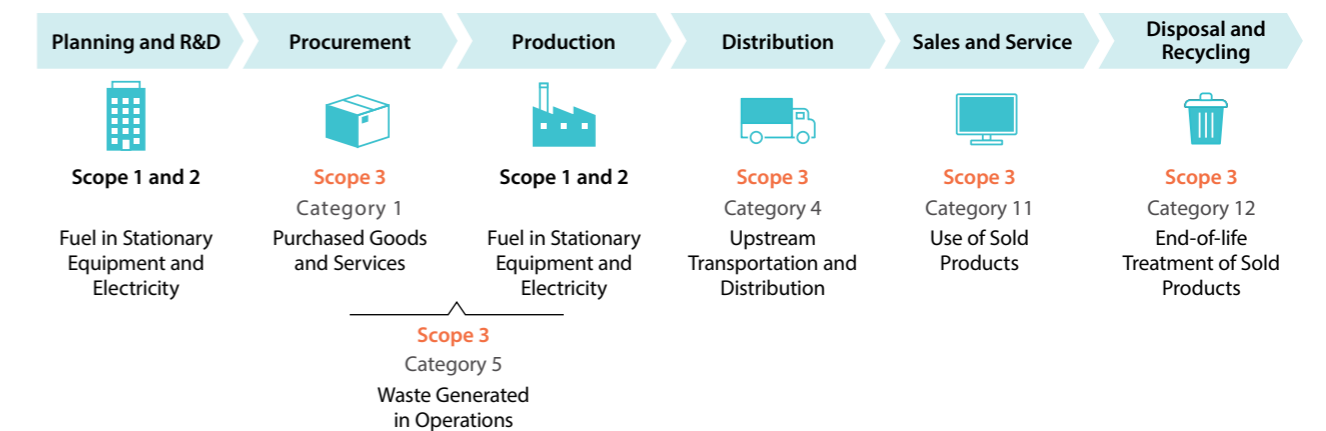 Planning and R&D
Procurement
Production
Distribution
Sales and Service
Disposal and
Recycling
Scope 1 and 2
Fuel in Stationary
Equipment and
Electricity
Scope 3
Category 1
Purchased Goods
and Services
Scope 1 and 2
Fuel in Stationary
Equipment and
Electricity
Scope 3
Category 5
Waste Generated
in Operations
Scope 3
Category 4
Upstream
Transportation and
Distribution
Scope 3
Category 11
Use of Sold
Products
Scope 3
Category 12
End-of-life
Treatment of Sold
Products